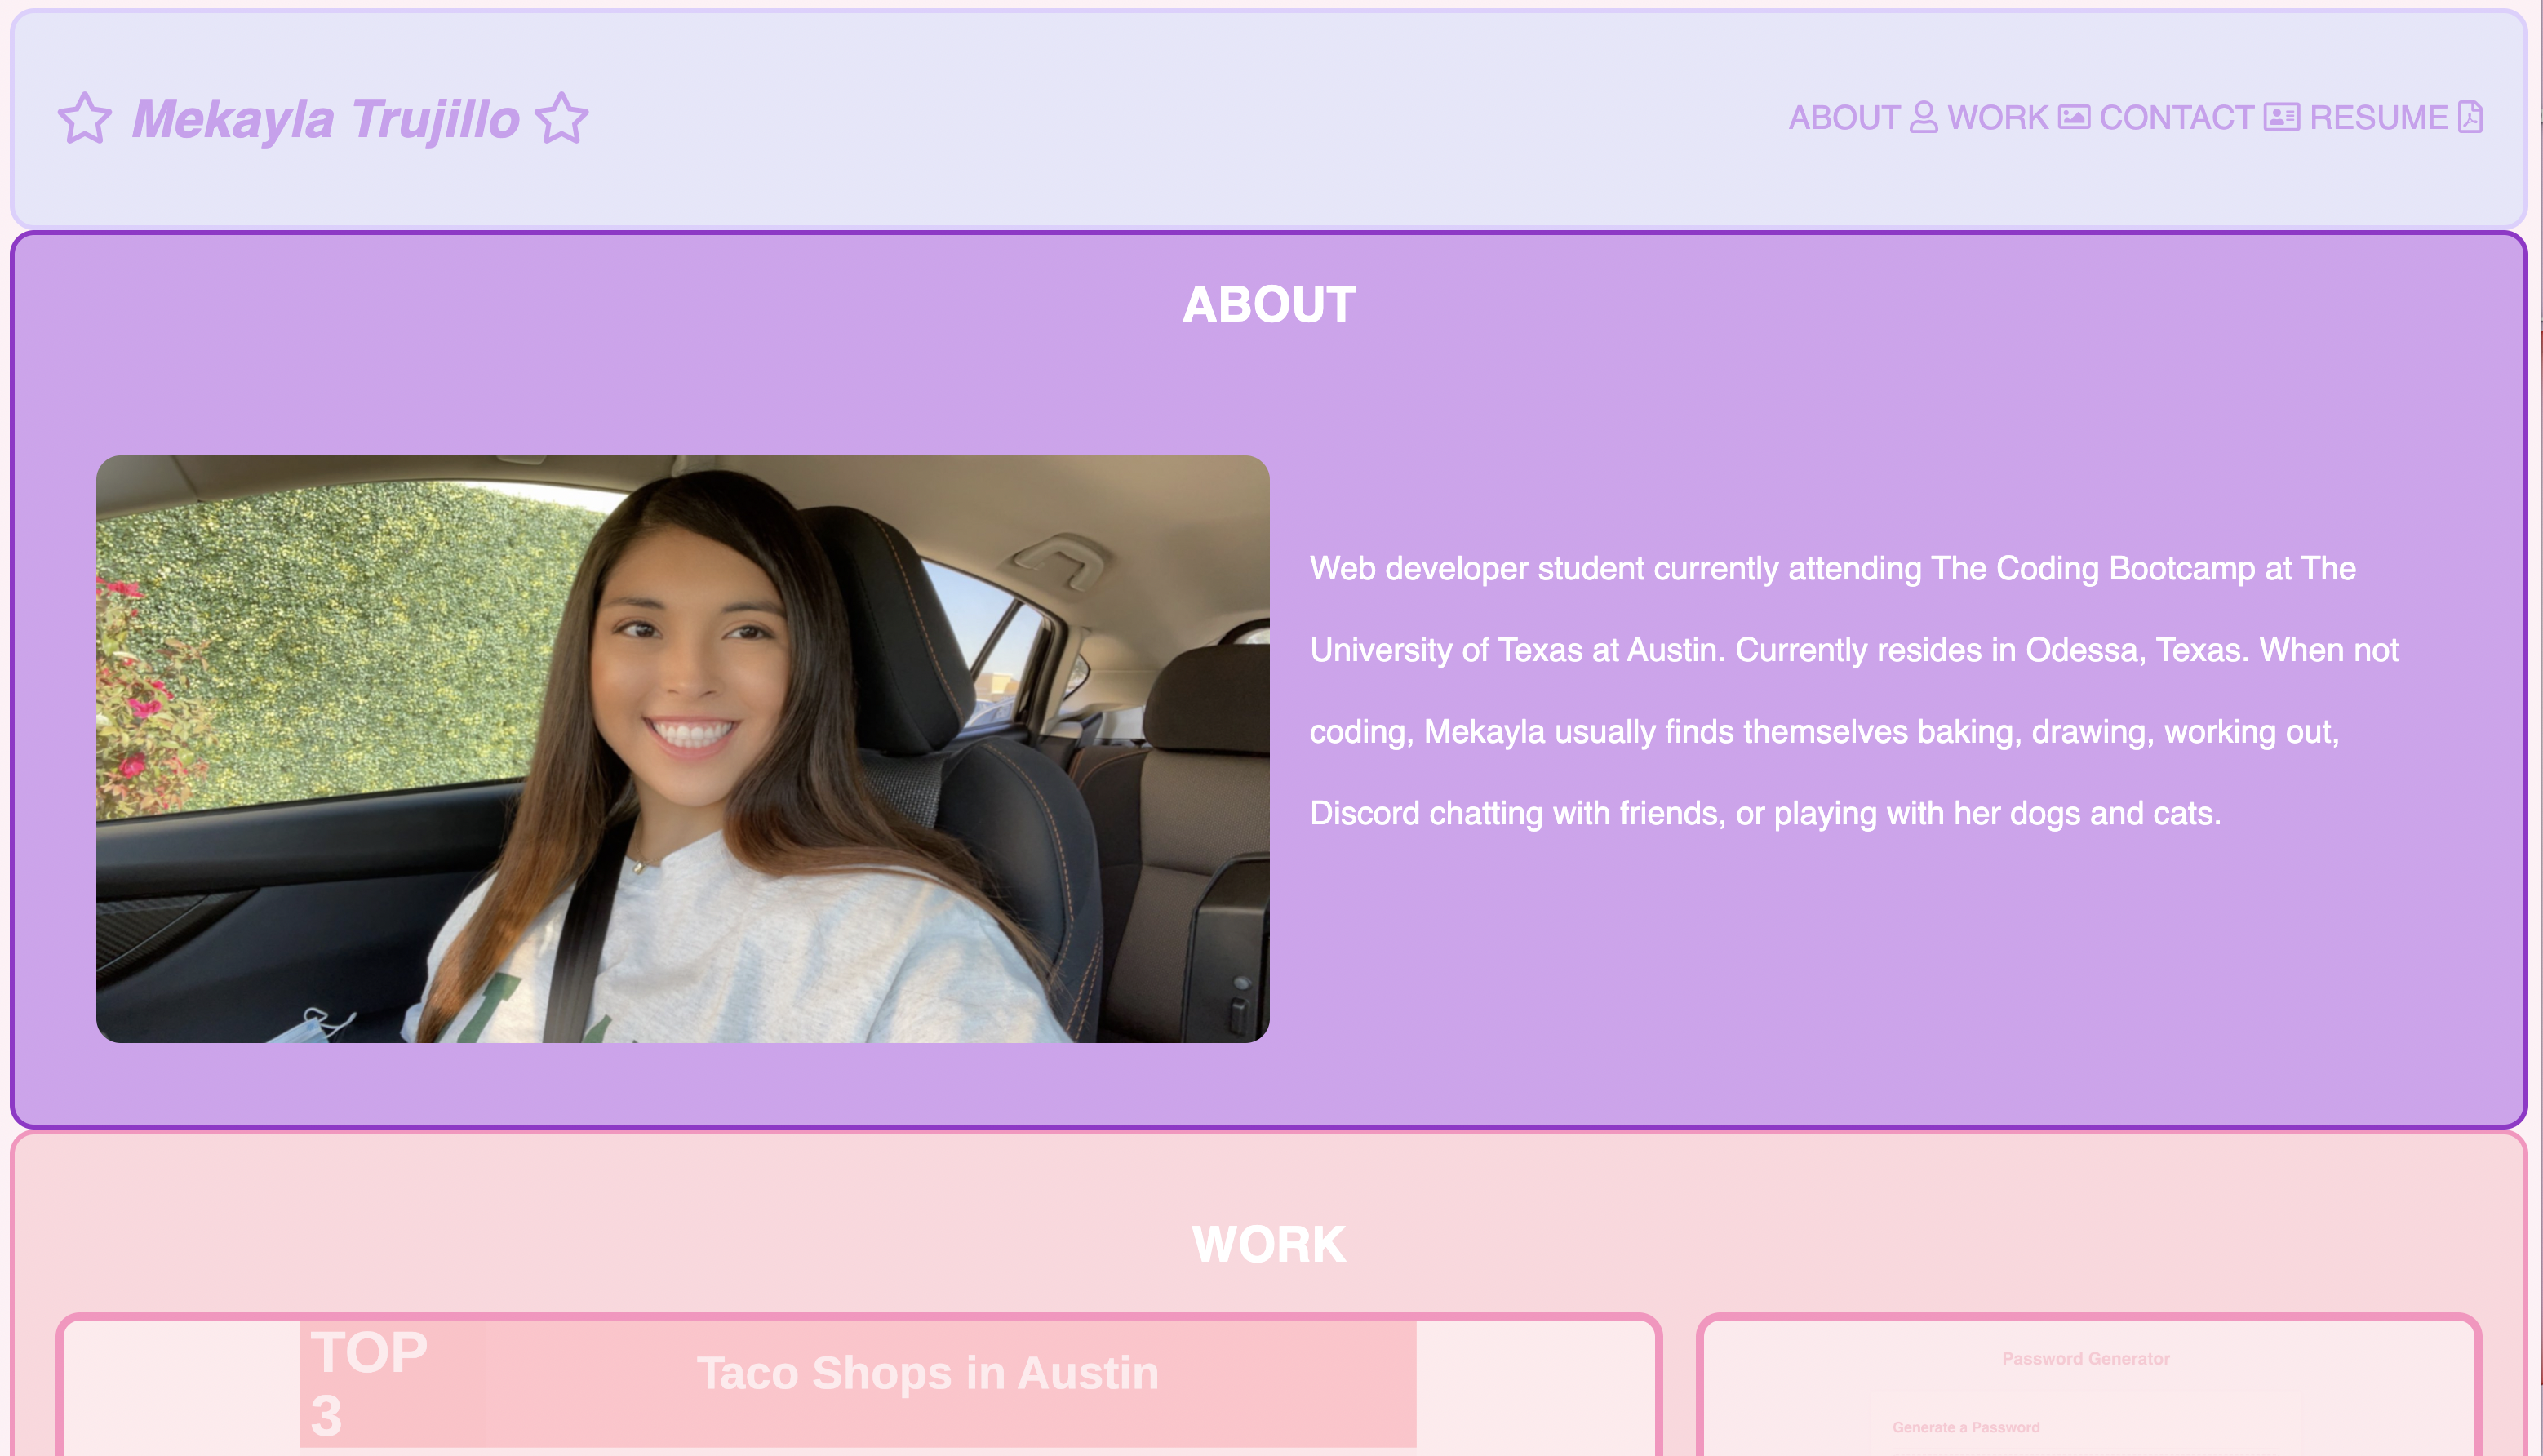 Mekayla Trujillo
ABOUT WORK CONTACT RESUME
ABOUT
Web developer student currently attending The Coding Bootcamp at The
University of Texas at Austin. Currently resides in Odessa, Texas. When not
coding, Mekayla usually finds themselves baking, drawing, working out,
Discord chatting with friends, or playing with her dogs and cats.
WORK
TOP
3
Taco Shops in Austin
Password Generator
Generate a Password